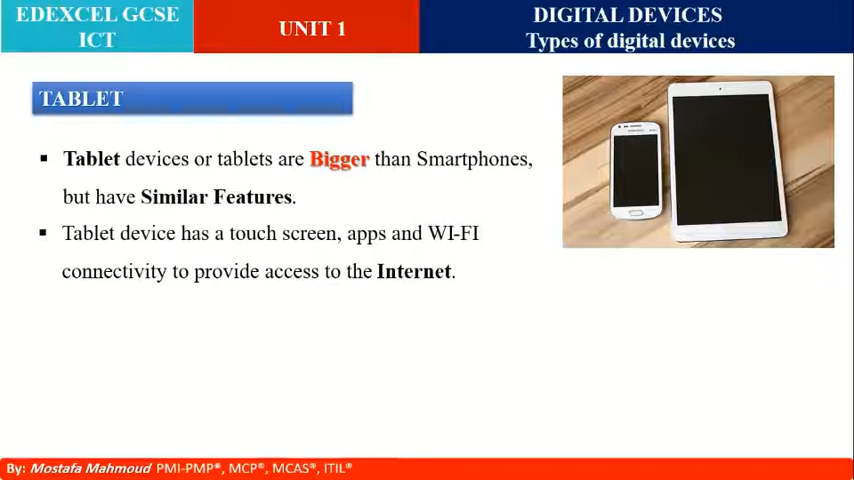 EDEXCEL GCSE
ICT
UNIT 1
DIGITAL DEVICES
Types of digital devices
TABLET
▪ Tablet devices or tablets are Bigger than Smartphones,
but have Similar Features.
▪ Tablet device has a touch screen, apps and WI-FI
connectivity to provide access to the Internet.
By: Mostafa Mahmoud PMI-PMP®, MCP®, MCAS®, ITIL®